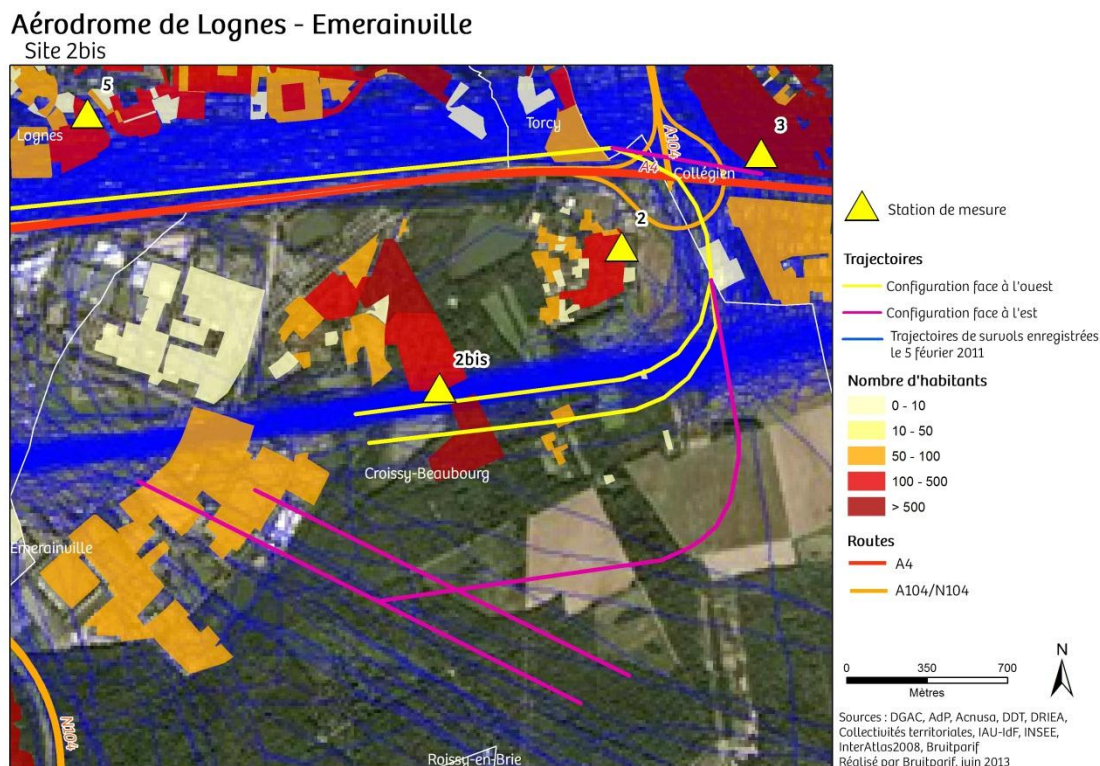 Aérodrome de Lognes - Emerainville
Site 2bis
5
Lognes
Torcy
A104
3
A4
Collégien
2
2bis
Croissy-Beaubourg
Emerainville
N104
Roissy-en-Brie
Station de mesure
Trajectoires
Configuration face à l'ouest
Configuration face à l'est
Trajectoires de survols enregistrées
le 5 février 2011
Nombre d'habitants
0 - 10
10 - 50
50 - 100
100 - 500
> 500
Routes
A4
A104/N104
N
0 350 700
Mètres
Sources : DGAC, AdP, Acnusa, DDT, DRIEA,
Collectivités territoriales, IAU-IdF, INSEE,
InterAtlas2008, Bruitparif
Réalisé par Bruitparif, juin 2013